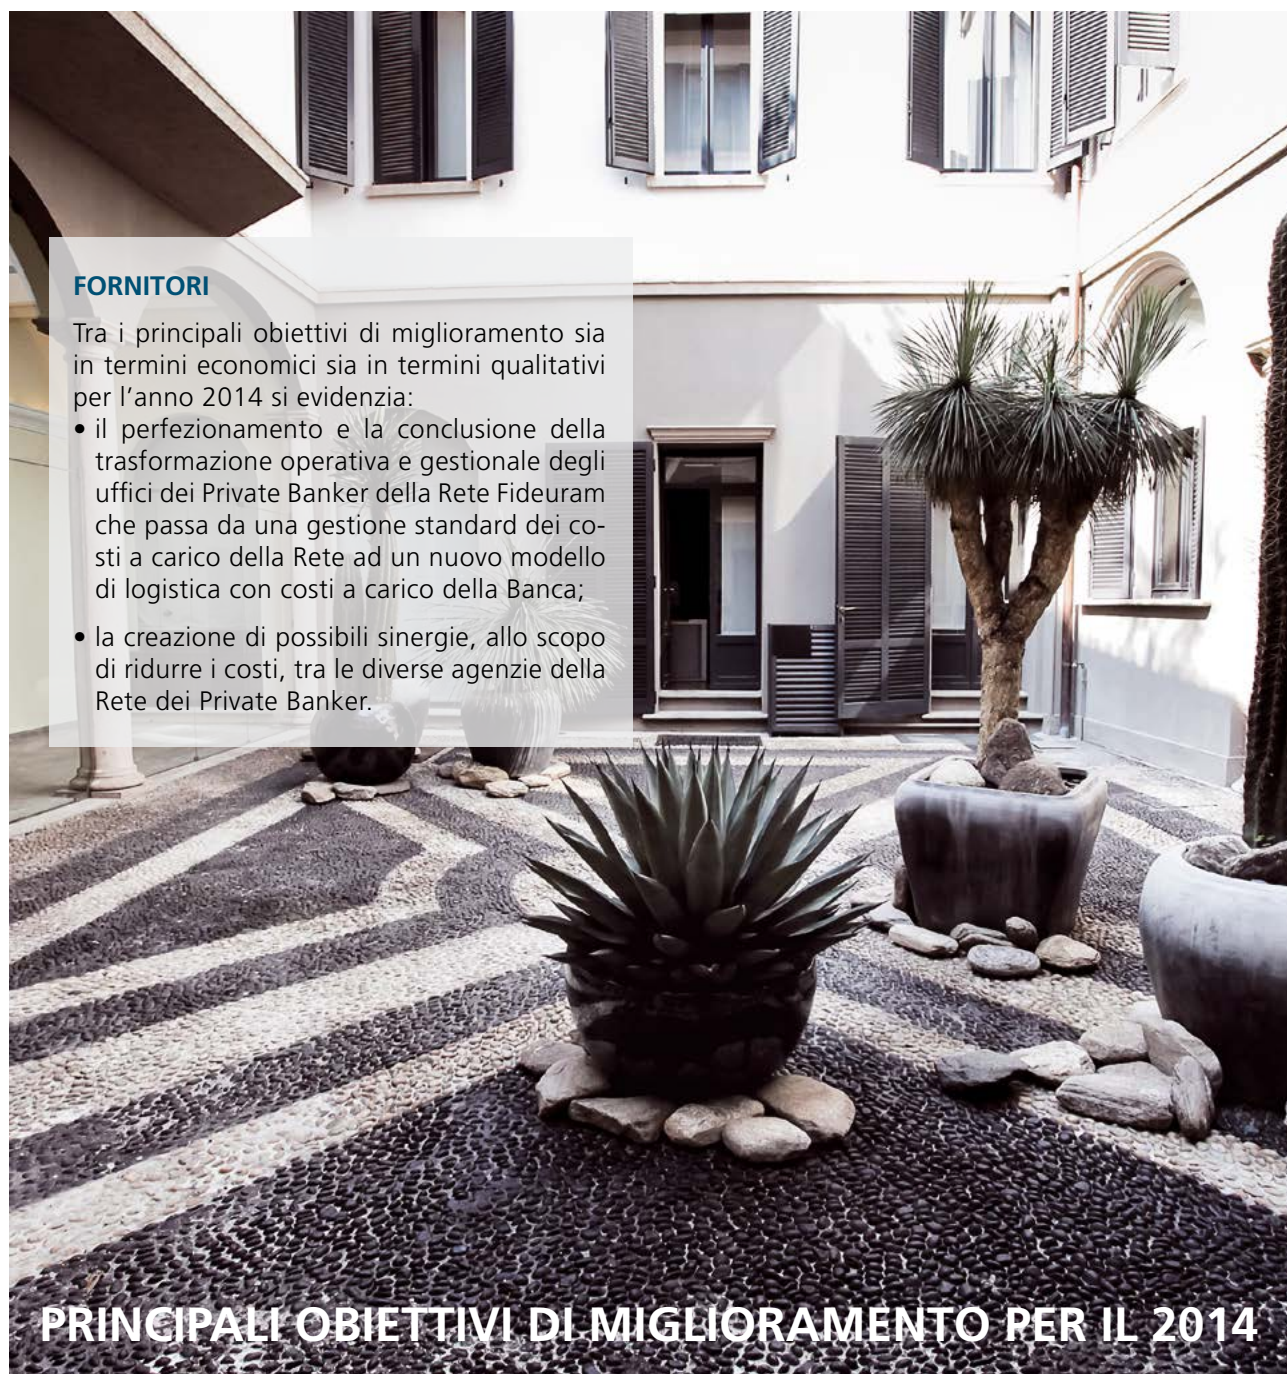 FORNITORI
Tra i principali obiettivi di miglioramento sia
in termini economici sia in termini qualitativi
per l'anno 2014 si evidenzia:
• il perfezionamento e la conclusione della
trasformazione operativa e gestionale degli
uffici dei Private Banker della Rete Fideuram
che passa da una gestione standard dei co-
sti a carico della Rete ad un nuovo modello
di logistica con costi a carico della Banca;
• la creazione di possibili sinergie, allo scopo
di ridurre i costi, tra le diverse agenzie della
Rete dei Private Banker.
PRINCIPALI OBIETTIVI DI MIGLIORAMENTO PER IL 2014